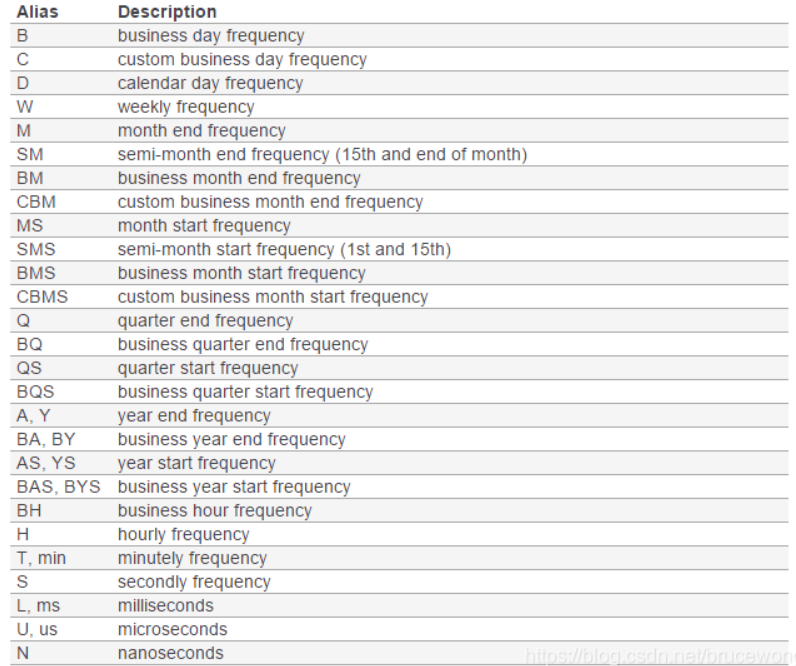 Alias Description
B business day frequency
C custom business day frequency
D calendar day frequency
W weekly frequency
M month end frequency
SM semi-month end frequency (15th and end of month)
BM business month end frequency
CBM custom business month end frequency
MS month start frequency
SMS semi-month start frequency (1st and 15th)
BMS business month start frequency
CBMS custom business month start frequency
Q quarter end frequency
BQ business quarter end frequency
QS quarter start frequency
BQS business quarter start frequency
A, Y year end frequency
BA, BY business year end frequency
AS, YS year start frequency
BAS, BYS business year start frequency
BH business hour frequency
H hourly frequency
T, min minutely frequency
S secondly frequency
L, ms milliseconds
U, us microseconds
N nanoseconds
https://blog.csdn.net/brucewong